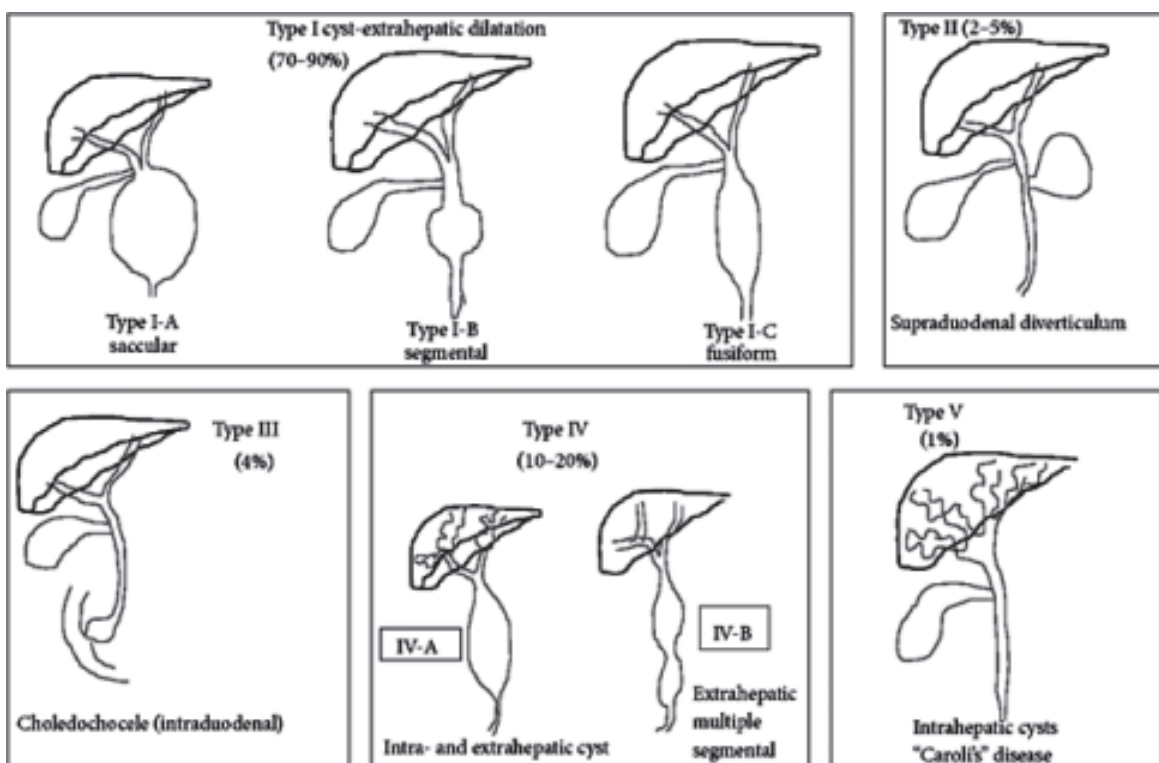 Type I cyst-extrahepatic dilatation
(70–90%)
Type I-A
saccular
Type I-B
segmental
Type I-C
fusiform
Type II (2–5%)
Supraduodenal diverticulum
Type III
(4%)
Choledochocele (intraduodenal)
Type IV
(10–20%)
IV-A
Intra- and extrahepatic cyst
IV-B
Extrahepatic
multiple
segmental
Type V
(1%)
Intrahepatic cysts
"Caroli's" disease